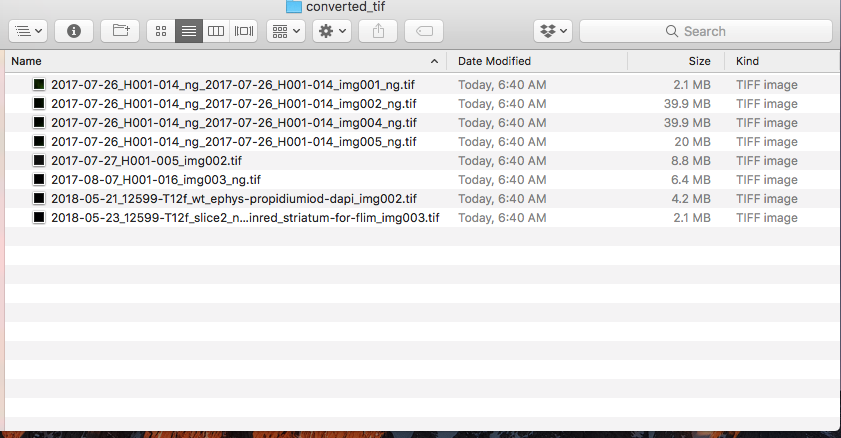 converted_tif
Search
Name Date Modified Size Kind
2017-07-26_H001-014_ng_2017-07-26_H001-014_img001_ng.tif Today, 6:40 AM 2.1 MB TIFF image
2017-07-26_H001-014_ng_2017-07-26_H001-014_img002_ng.tif Today, 6:40 AM 39.9 MB TIFF image
2017-07-26_H001-014_ng_2017-07-26_H001-014_img004_ng.tif Today, 6:40 AM 39.9 MB TIFF image
2017-07-26_H001-014_ng_2017-07-26_H001-014_img005_ng.tif Today, 6:40 AM 20 MB TIFF image
2017-07-27_H001-005_img002.tif Today, 6:40 AM 8.8 MB TIFF image
2017-08-07_H001-016_img003_ng.tif Today, 6:40 AM 6.4 MB TIFF image
2018-05-21_12599-T12f_wt_ephys-propidiumiod-dapi_img002.tif Today, 6:40 AM 4.2 MB TIFF image
2018-05-23_12599-T12f_slice2_n...inred_striatum-for-flim_img003.tif Today, 6:40 AM 2.1 MB TIFF image